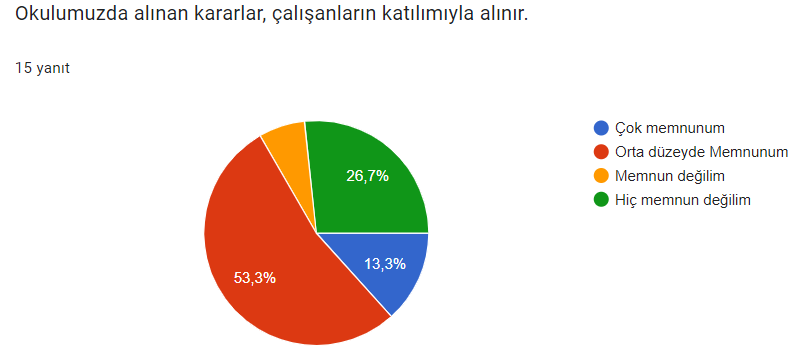 Okulumuzda alınan kararlar, çalışanların katılımıyla alınır.
15 yanıt
Çok memnunum
Orta düzeyde Memnunum
Memnun değilim
Hiç memnun değilim
26,7%
13,3%
53,3%